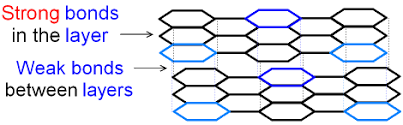 Strong bonds
in the layer
Weak bonds
between layers